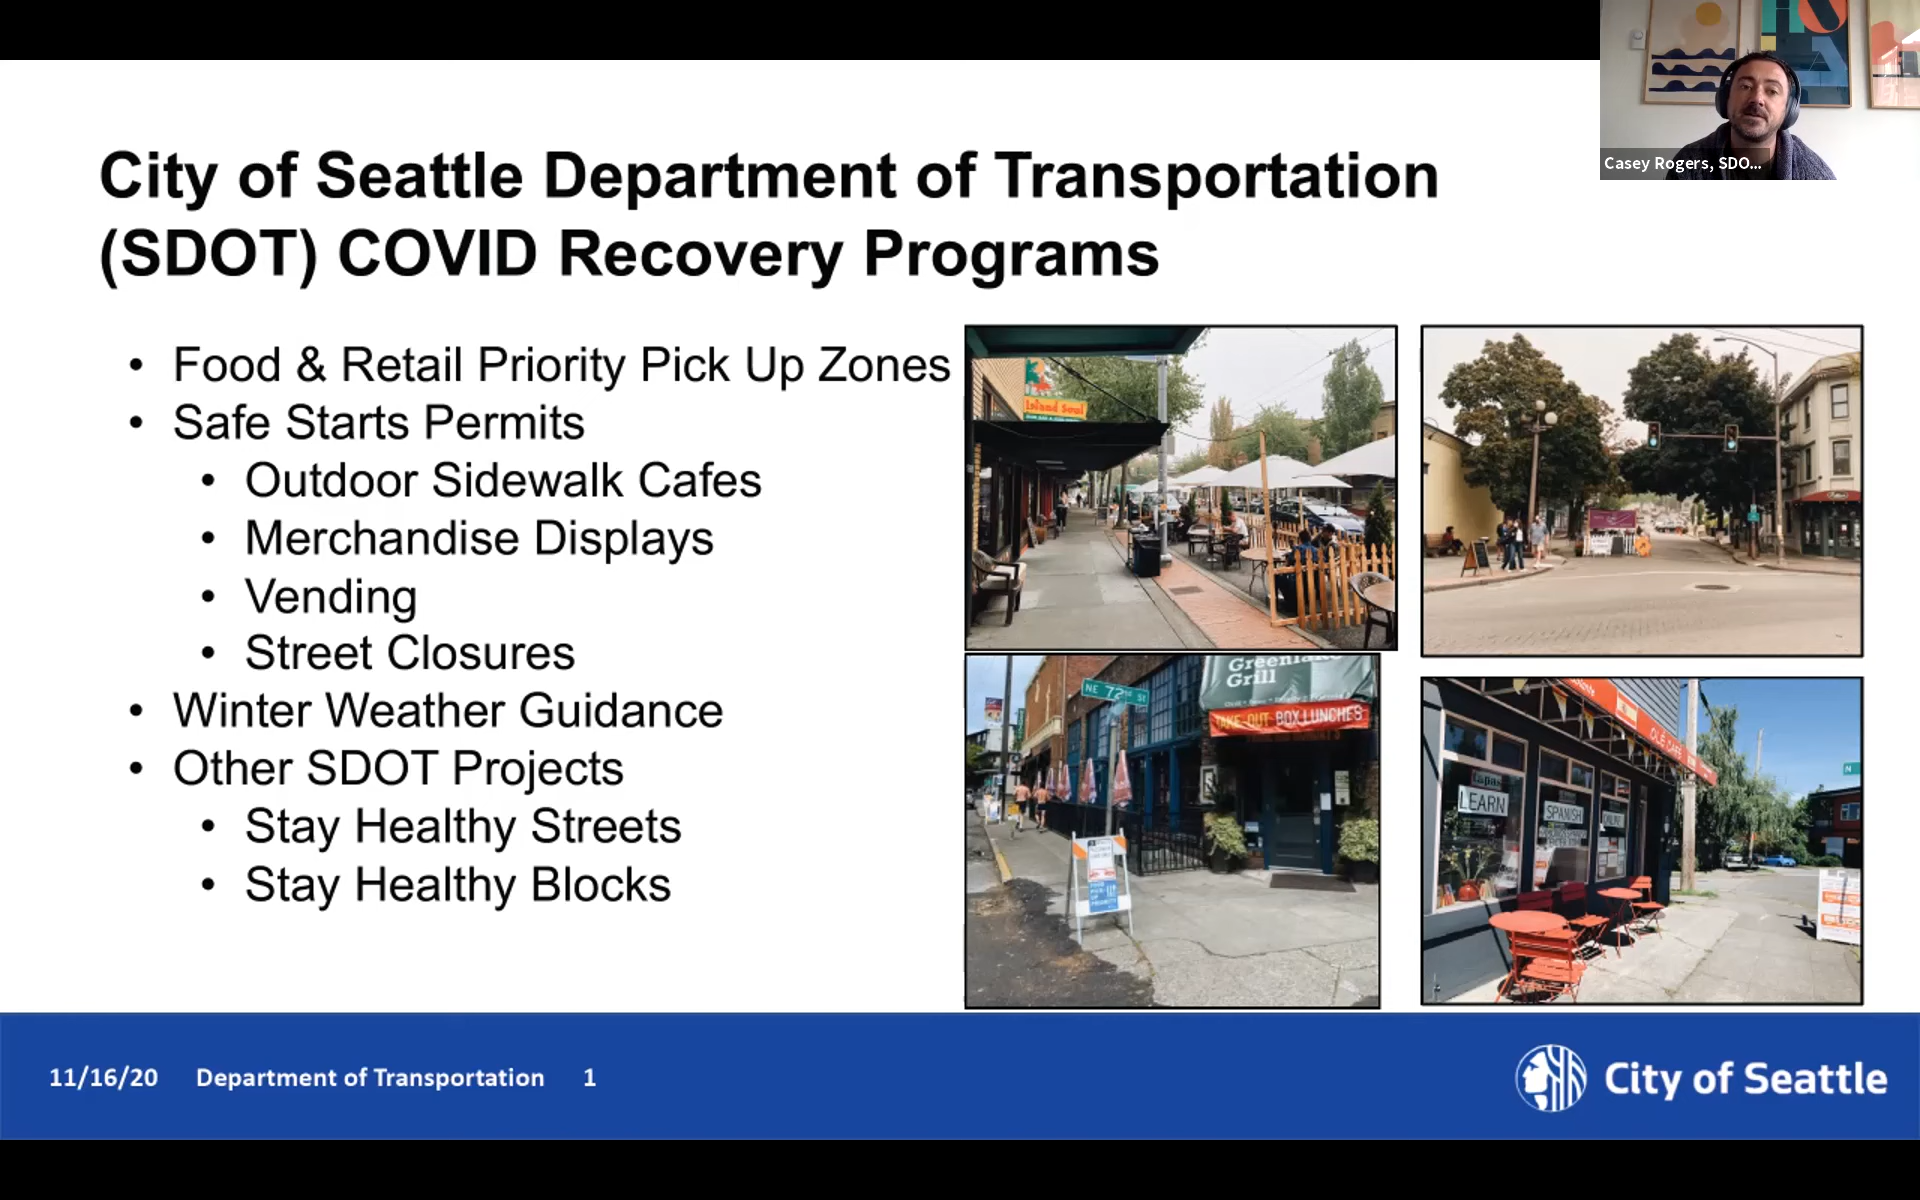 Casey Rogers, SDO...
City of Seattle Department of Transportation
(SDOT) COVID Recovery Programs
• Food & Retail Priority Pick Up Zones
• Safe Starts Permits
• Outdoor Sidewalk Cafes
• Merchandise Displays
• Vending
• Street Closures
• Winter Weather Guidance
• Other SDOT Projects
• Stay Healthy Streets
• Stay Healthy Blocks
Island Soul
NE 72nd St
Greenlake
Grill
TAKE-OUT BOX LUNCHES
OLÉ CAFÉ
tapas
LEARN
SPANISH
11/16/20 Department of Transportation 1
City of Seattle